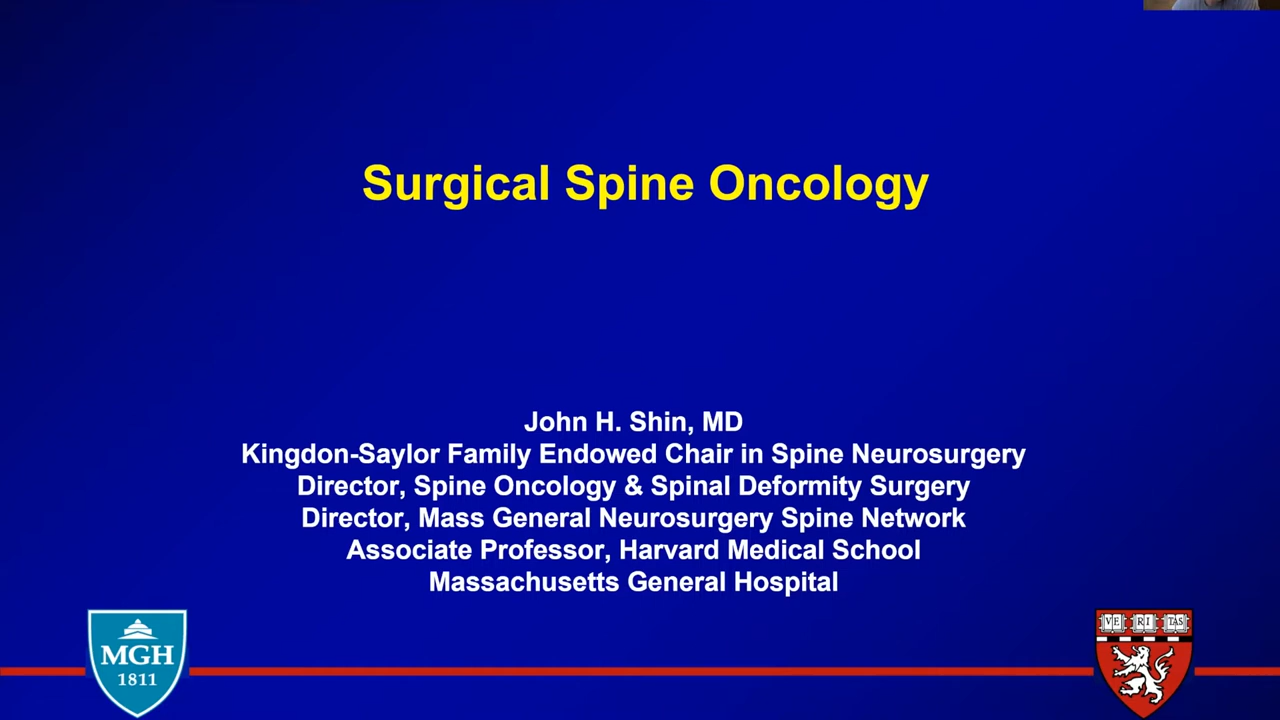 Surgical Spine Oncology
John H. Shin, MD
Kingdon-Saylor Family Endowed Chair in Spine Neurosurgery
Director, Spine Oncology & Spinal Deformity Surgery
Director, Mass General Neurosurgery Spine Network
Associate Professor, Harvard Medical School
Massachusetts General Hospital
MGH
1811
VE RI TAS